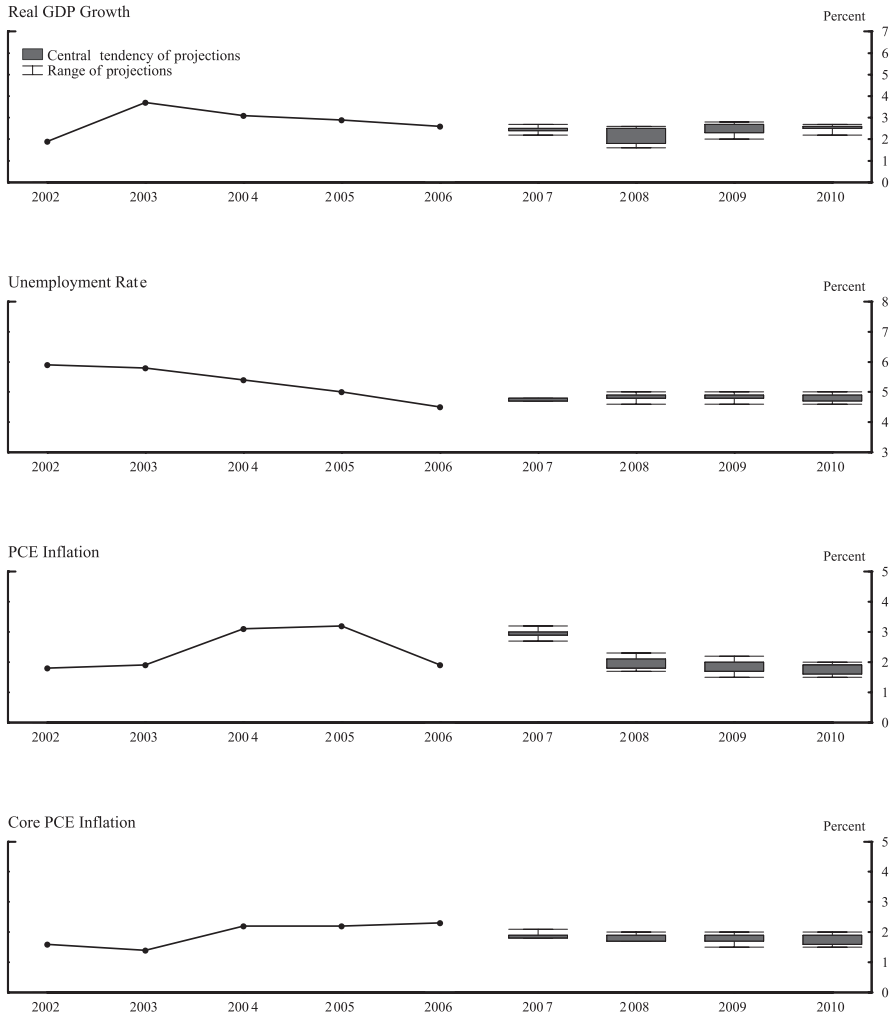 Real GDP Growth
Percent
7
Central tendency of projections
Range of projections
6
5
4
3
2
1
0
2002 2003 2004 2005 2006 2007 2008 2009 2010
Unemployment Rate
Percent
8
7
6
5
4
3
2002 2003 2004 2005 2006 2007 2008 2009 2010
PCE Inflation
Percent
5
4
3
2
1
0
2002 2003 2004 2005 2006 2007 2008 2009 2010
Core PCE Inflation
Percent
5
4
3
2
1
0
2002 2003 2004 2005 2006 2007 2008 2009 2010